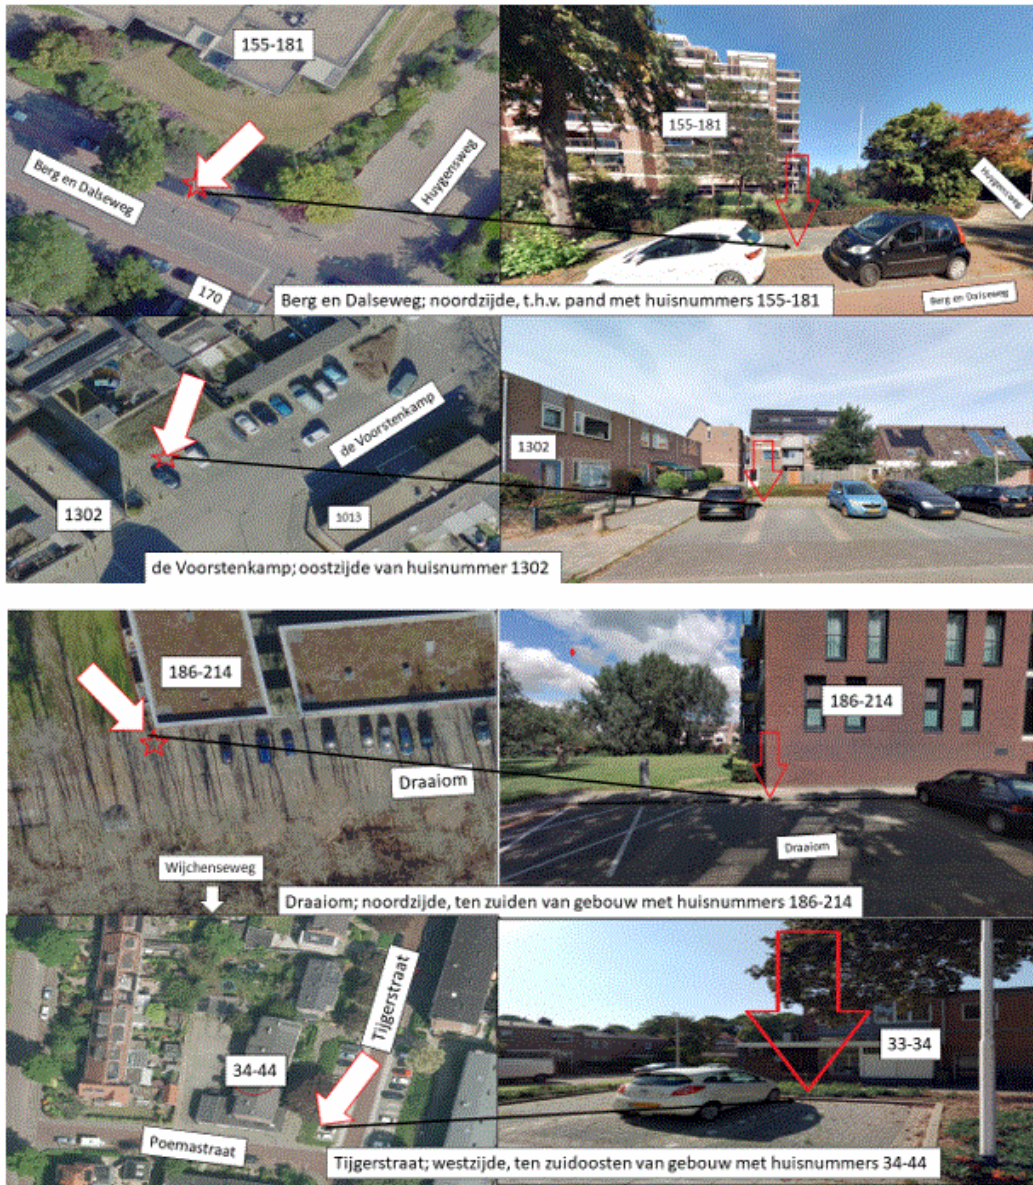 155-181
Berg en Dalseweg
Huygensweg
170
155-181
Huygensweg
Berg en Dalseweg
Berg en Dalseweg; noordzijde, t.h.v. pand met huisnummers 155-181
de Voorstenkamp
1302
1013
1302
de Voorstenkamp; oostzijde van huisnummer 1302
186-214
Draaiom
Wijchenseweg
186-214
Draaiom
Draaiom; noordzijde, ten zuiden van gebouw met huisnummers 186-214
Tijgerstraat
34-44
Poemastraat
33-34
Tijgerstraat; westzijde, ten zuidoosten van gebouw met huisnummers 34-44